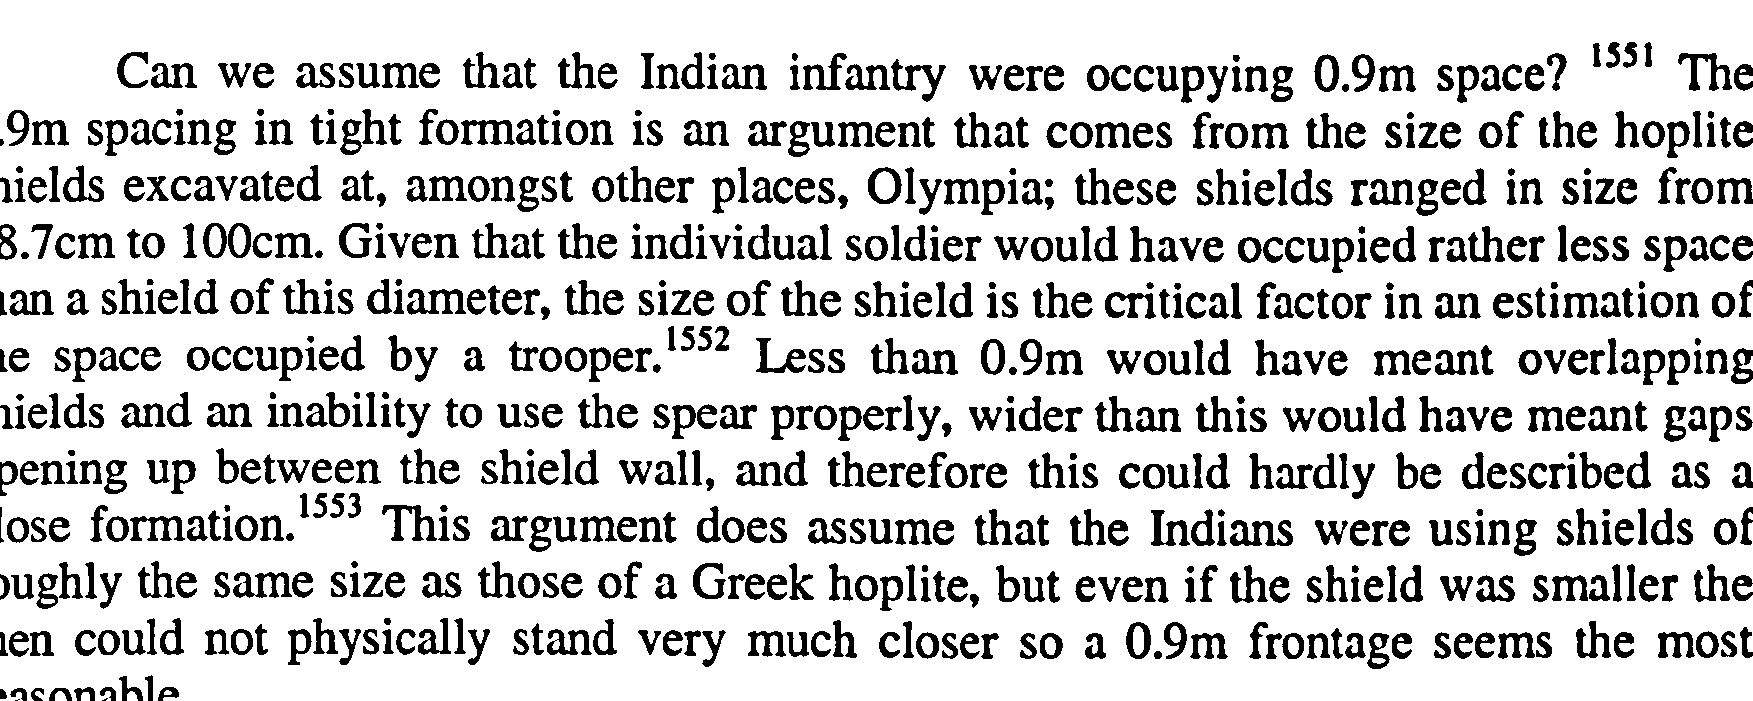 Can we assume that the Indian infantry were occupying 0.9m space? 1551 The
.9m spacing in tight formation is an argument that comes from the size of the hoplite
hields excavated at, amongst other places, Olympia; these shields ranged in size from
8.7cm to 100cm. Given that the individual soldier would have occupied rather less space
an a shield of this diameter, the size of the shield is the critical factor in an estimation of
e space occupied by a trooper.1552 Less than 0.9m would have meant overlapping
hields and an inability to use the spear properly, wider than this would have meant gaps
pening up between the shield wall, and therefore this could hardly be described as a
lose formation.1553 This argument does assume that the Indians were using shields of
oughly the same size as those of a Greek hoplite, but even if the shield was smaller the
en could not physically stand very much closer so a 0.9m frontage seems the most
easonable